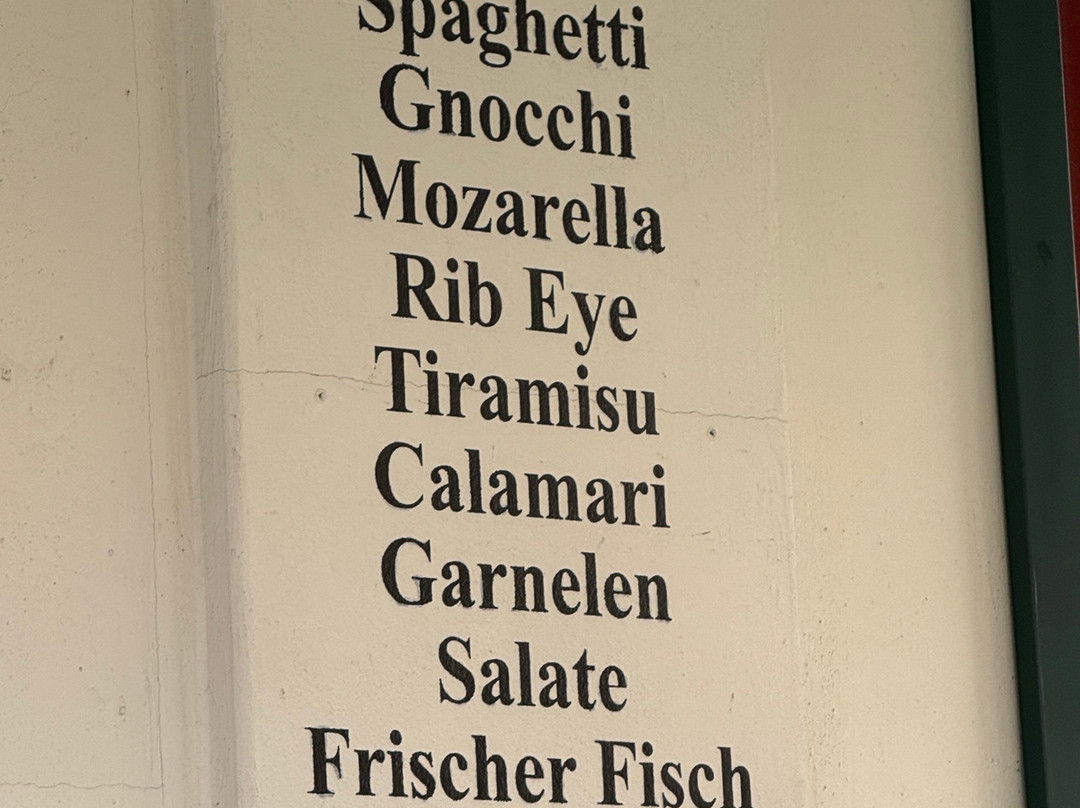 Spaghetti
Gnocchi
Mozarella
Rib Eye
Tiramisu
Calamari
Garnelen
Salate
Frischer Fisch